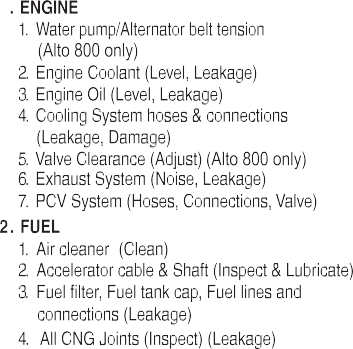 . ENGINE
1. Water pump/Alternator belt tension
(Alto 800 only)
2. Engine Coolant (Level, Leakage)
3. Engine Oil (Level, Leakage)
4. Cooling System hoses & connections
(Leakage, Damage)
5. Valve Clearance (Adjust) (Alto 800 only)
6. Exhaust System (Noise, Leakage)
7. PCV System (Hoses, Connections, Valve)
2. FUEL
1. Air cleaner (Clean)
2. Accelerator cable & Shaft (Inspect & Lubricate)
3. Fuel filter, Fuel tank cap, Fuel lines and
connections (Leakage)
4. All CNG Joints (Inspect) (Leakage)